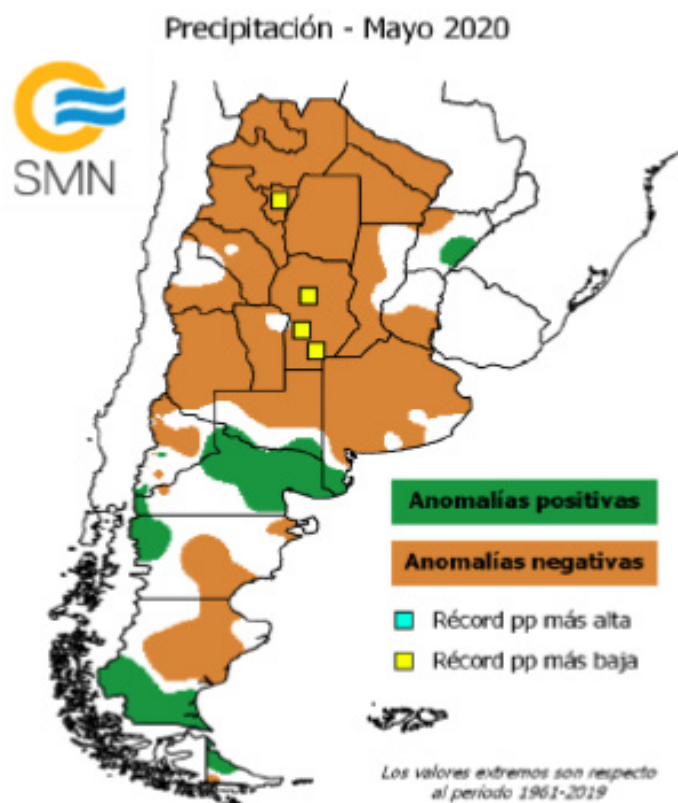 Precipitación - Mayo 2020
SMN
Anomalías positivas
Anomalías negativas
Récord pp más alta
Récord pp más baja
Los valores extremos son respecto
al período 1961-2019